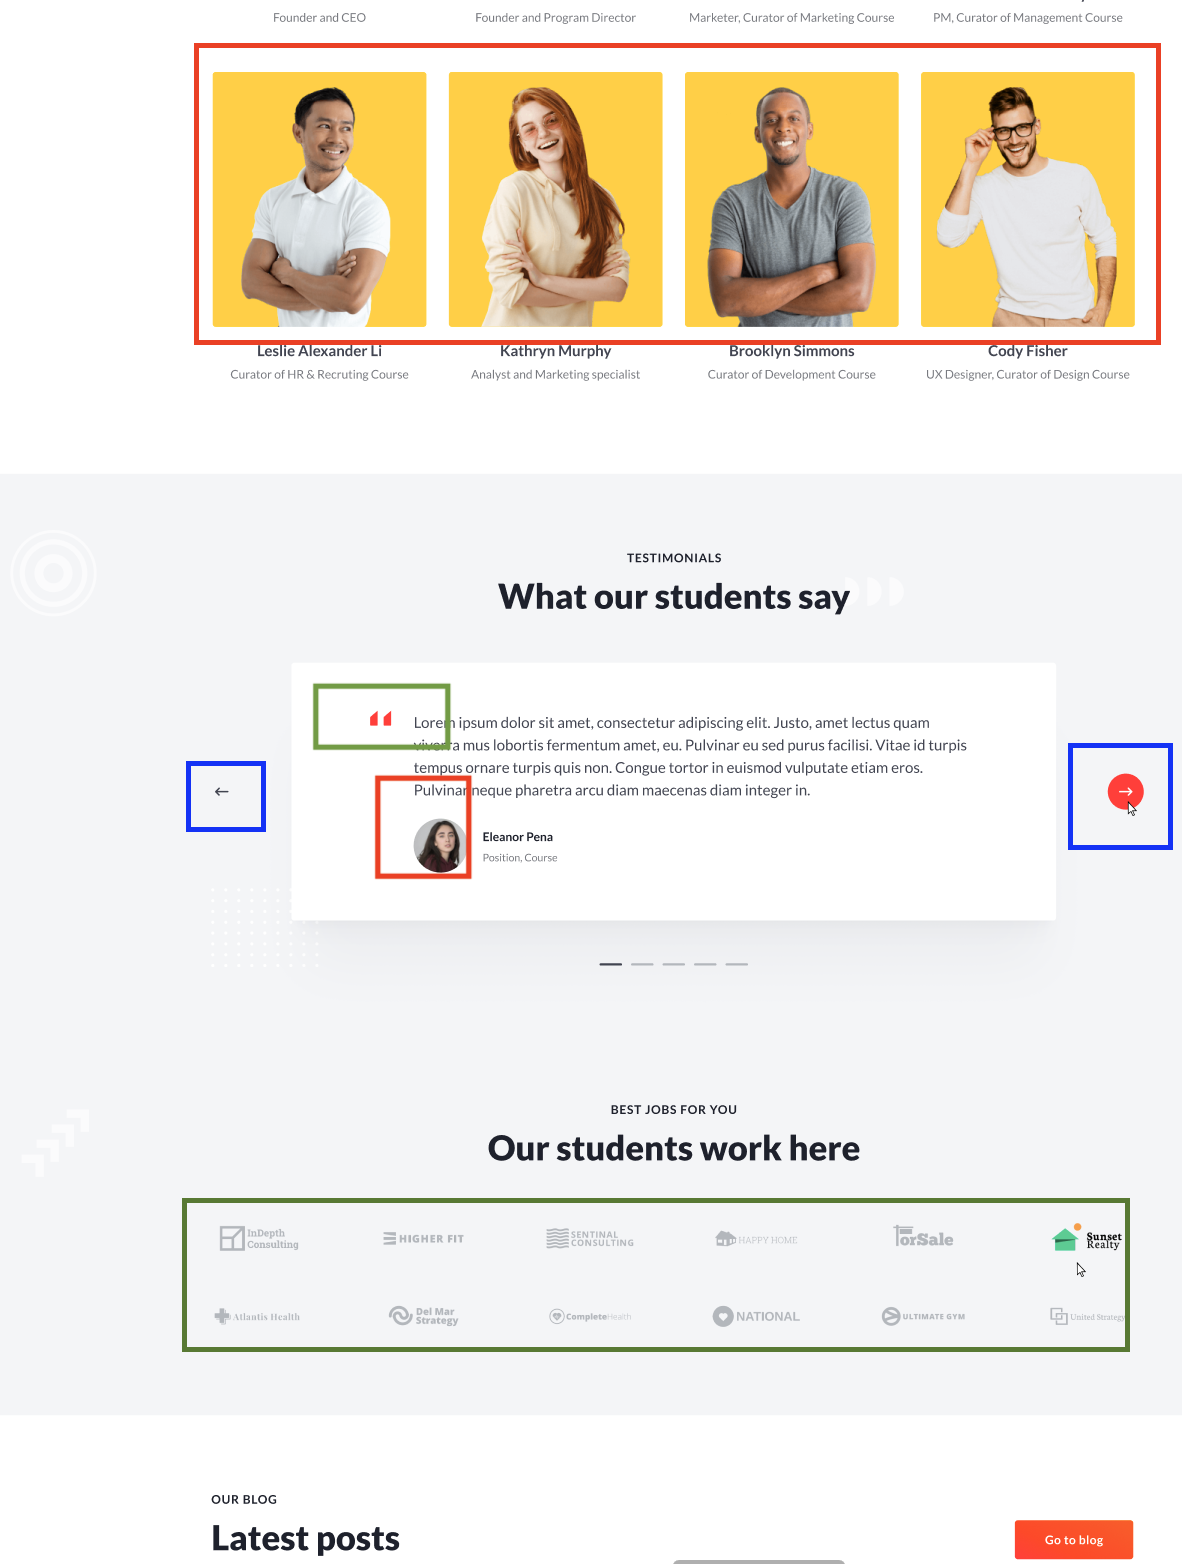 Founder and CEO
Founder and Program Director
Marketer, Curator of Marketing Course
PM, Curator of Management Course
Leslie Alexander Li
Kathryn Murphy
Brooklyn Simmons
Cody Fisher
Curator of HR & Recruting Course
Analyst and Marketing specialist
Curator of Development Course
UX Designer, Curator of Design Course
TESTIMONIALS
What our students say
“
Lorem ipsum dolor sit amet, consectetur adipiscing elit. Justo, amet lectus quam
viverra mus lobortis fermentum amet, eu. Pulvinar eu sed purus facilisi. Vitae id turpis
tempus ornare turpis quis non. Congue tortor in euismod vulputate etiam eros.
Pulvinar neque pharetra arcu diam maecenas diam integer in.
Eleanor Pena
Position, Course
BEST JOBS FOR YOU
Our students work here
InDepth
Consulting
HIGHER FIT
SENTINAL
CONSULTING
HAPPY HOME
forSale
Sunset
Realty
Atlantis Health
Del Mar
Strategy
CompleteHealth
NATIONAL
ULTIMATE GYM
United Strategy
OUR BLOG
Latest posts
Go to blog